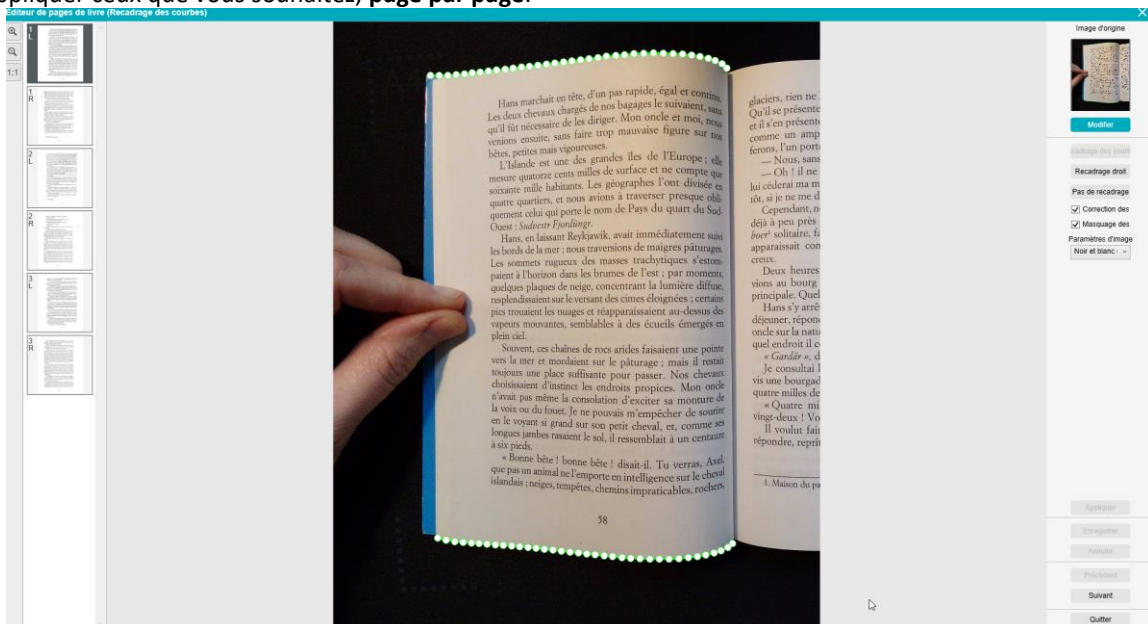 appliquer ceux que vous souhaitez, page par page.
Éditeur de pages de livre (Recadrage des courbes)
1:1
1
L
1
R
2
L
2
R
3
L
3
R
Hans marchait en tête, d'un pas rapide, égal et continu.
Les deux chevaux chargés de nos bagages le suivaient, sans
qu'il fût nécessaire de les diriger. Mon oncle et moi, nous
venions ensuite, sans faire trop mauvaise figure sur nos
bêtes, petites mais vigoureuses.
L'Islande est une des grandes îles de l'Europe ; elle
mesure quatorze cents milles de surface et ne compte que
soixante mille habitants. Les géographes l'ont divisée en
quatre quartiers, et nous avions à traverser presque obli-
quement celui qui porte le nom de Pays du quart du Sud-
Ouest : Sudvestr Fjordùngr.
Hans, en laissant Reykjawik, avait immédiatement suivi
les bords de la mer ; nous traversions de maigres pâturages.
Les sommets rugueux des masses trachytiques s'estom-
paient à l'horizon dans les brumes de l'est ; par moments,
quelques plaques de neige, concentrant la lumière diffuse,
resplendissaient sur le versant des cimes éloignées ; certains
pics trouaient les nuages et réapparaissaient au-dessus des
vapeurs mouvantes, semblables à des écueils émergés en
plein ciel.
Souvent, ces chaînes de rocs arides faisaient une pointe
vers la mer et mordaient sur le pâturage ; mais il restait
toujours une place suffisante pour passer. Nos chevaux
choisissaient d'instinct les endroits propices. Mon oncle
n'avait pas même la consolation d'exciter sa monture de
la voix ou du fouet. Je ne pouvais m'empêcher de sourire
en le voyant si grand sur son petit cheval, et, comme ses
longues jambes rasaient le sol, il ressemblait à un centaure
à six pieds.
« Bonne bête ! bonne bête ! disait-il. Tu verras, Axel,
que pas un animal ne l'emporte en intelligence sur le cheval
islandais ; neiges, tempêtes, chemins impraticables, rochers,
58
glaciers, rien ne
Qu'il se présente
et il s'en présente
comme un amp
ferons, l'un port
— Nous, sans
— Oh ! il ne
lui céderai ma m
tôt, si je ne me d
Cependant, n
déjà à peu près
boer¹ solitaire, fa
apparaissait con
creux.
Deux heures
vions au bourg
principale. Quel
Hans s'y arrê
déjeuner, répon
oncle sur la natu
quel endroit il c
« Gardär », d
Je consultai l
vis une bourgad
quatre milles de
« Quatre mi
vingt-deux ! Vo
Il voulut fair
répondre, reprit
1. Maison du pa
Image d'origine
Modifier
cadrage des courb
Recadrage droit
Pas de recadrage
Correction des
Masquage des
Paramètres d'image
Noir et blanc
Appliquer
Enregistrer
Annuler
Précédent
Suivant
Quitter